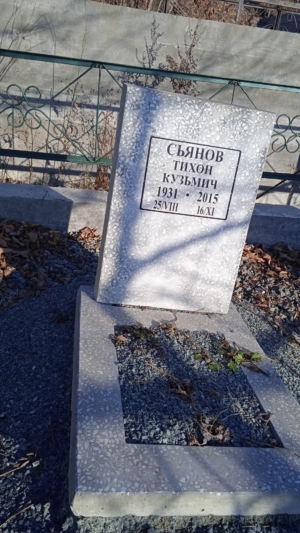 СЬЯНОВ
ТИХОН
КУЗЬМИЧ
1931 • 2015
25/VIII 16/XI